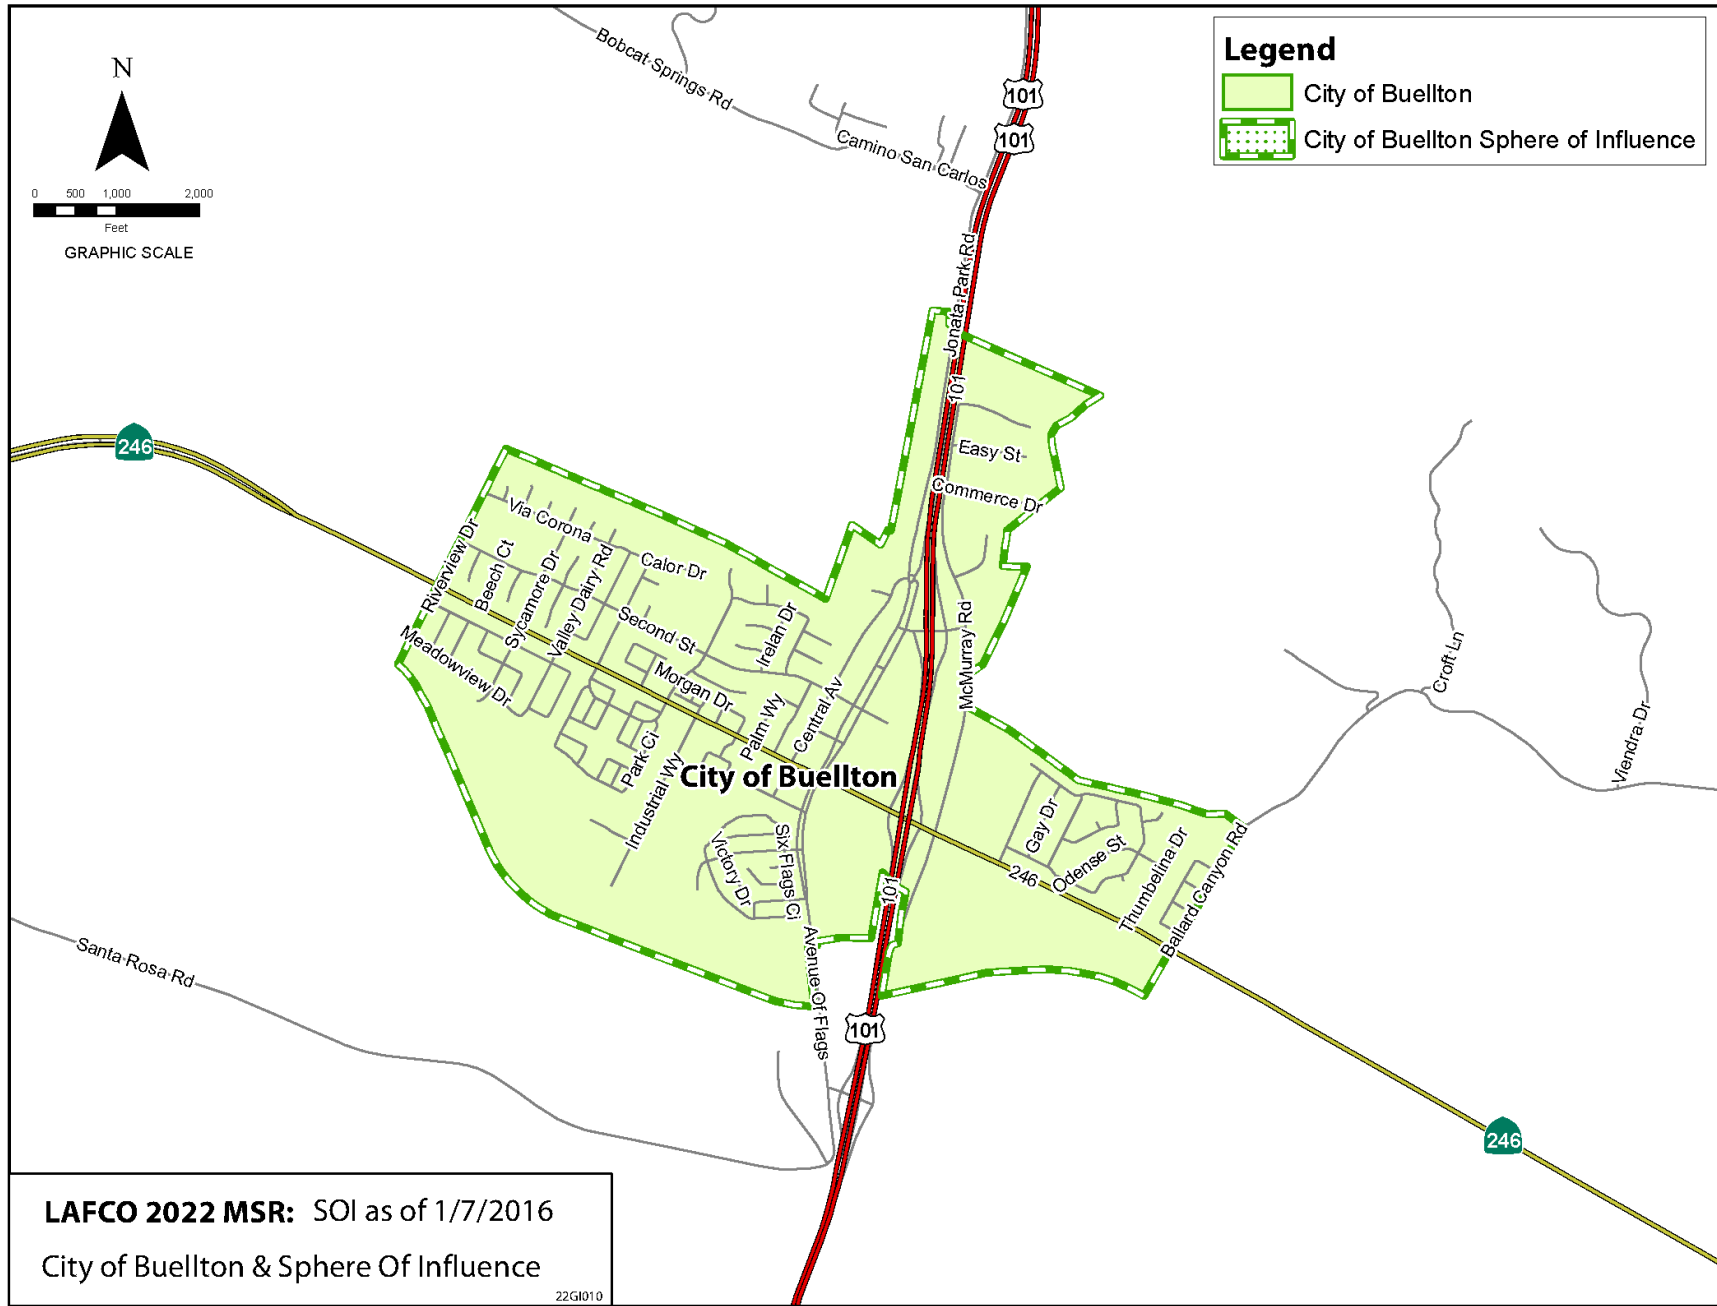 Legend
City of Buellton
City of Buellton Sphere of Influence
N
0 500 1,000 2,000
Feet
GRAPHIC SCALE
Bobcat Springs Rd
101
101
Camino San Carlos
Jonata Park Rd
101
246
Easy St
Commerce Dr
Via Corona
Riverview Dr
Beech Ct
Sycamore Dr
Valley Dairy Rd
Calor Dr
Second St
Irelan Dr
Meadowview Dr
Morgan Dr
Palm Wy
Central Av
McMurray Rd
Croft Ln
Viendra Dr
Park Ci
Industrial Wy
City of Buellton
Victory Dr
Six Flags Ci
Gay Dr
Odense St
246
Thumbelina Dr
Ballard Canyon Rd
101
Avenue Of Flags
Santa Rosa Rd
101
246
LAFCO 2022 MSR: SOI as of 1/7/2016
City of Buellton & Sphere Of Influence
22GI010